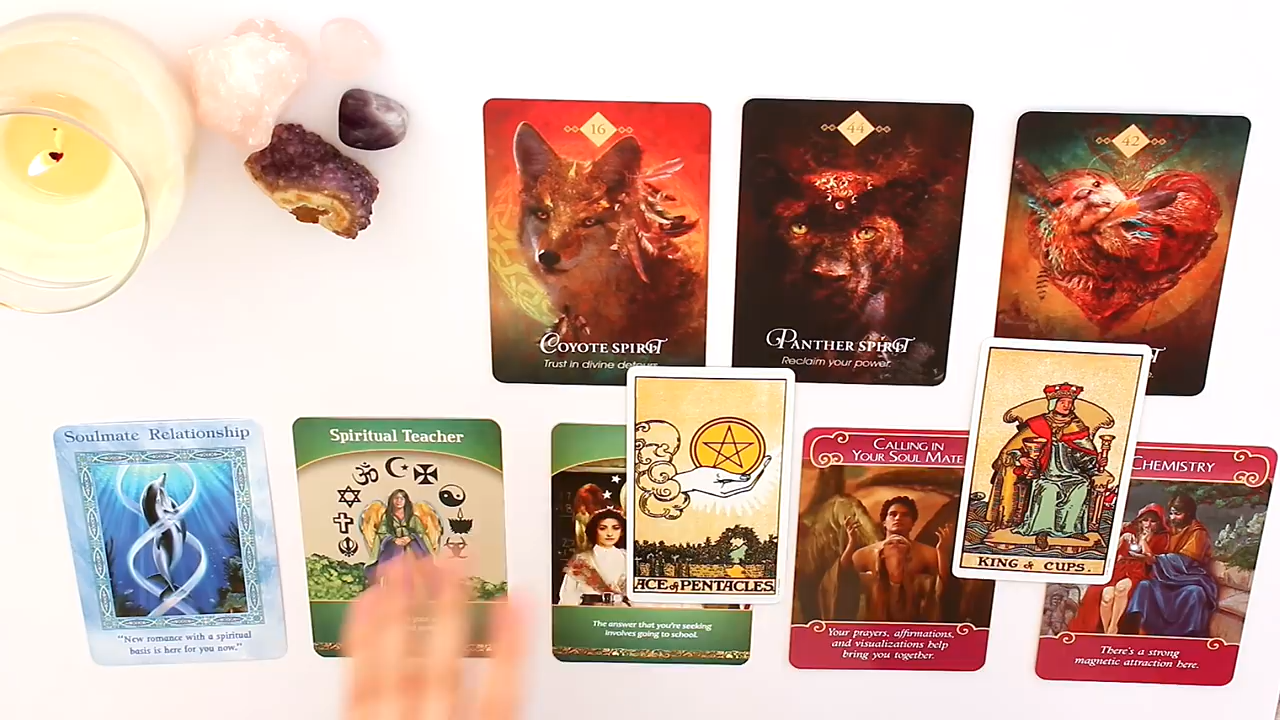 16
COYOTE SPIRIT
Trust in divine detours.
44
PANTHER SPIRIT
Reclaim your power.
42
Soulmate Relationship
"New romance with a spiritual
basis is here for you now."
Spiritual Teacher
The answer that you're seeking
involves going to school.
ACE of PENTACLES.
CALLING IN
YOUR SOUL MATE
Your prayers, affirmations,
and visualizations help
bring you together.
KING of CUPS.
CHEMISTRY
There's a strong
magnetic attraction here.